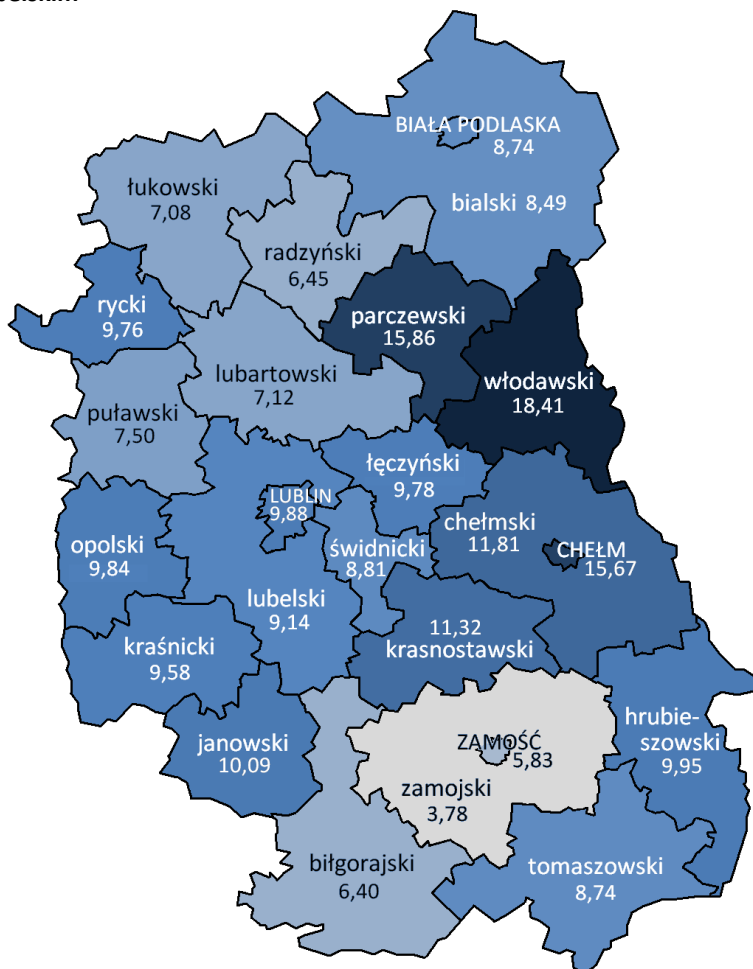 BIAŁA PODLASKA
8,74
bialski 8,49
łukowski
7,08
radzyński
6,45
rycki
9,76
parczewski
15,86
włodawski
18,41
lubartowski
7,12
puławski
7,50
łęczyński
9,78
LUBLIN
9,88
chełmski
11,81
CHEŁM
15,67
opolski
9,84
świdnicki
8,81
lubelski
9,14
11,32
krasnostawski
kraśnicki
9,58
hrubie-
szowski
9,95
janowski
10,09
ZAMOŚĆ
5,83
zamojski
3,78
biłgorajski
6,40
tomaszowski
8,74